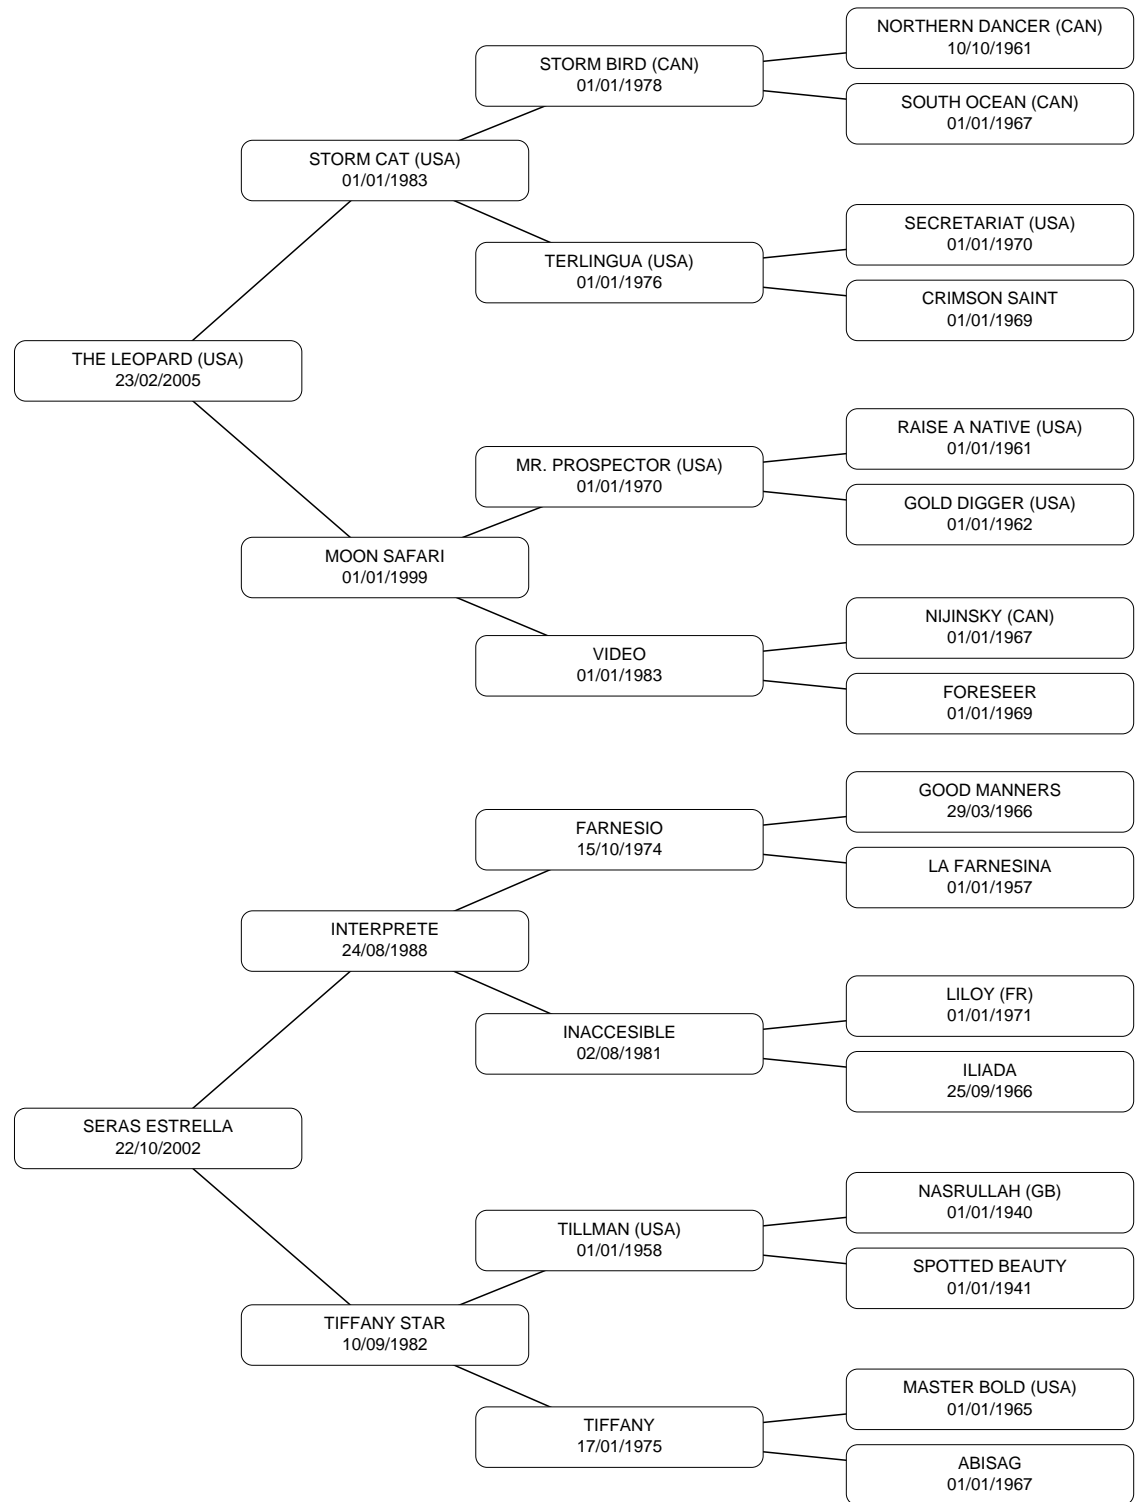 NORTHERN DANCER (CAN)
10/10/1961
STORM BIRD (CAN)
01/01/1978
SOUTH OCEAN (CAN)
01/01/1967
STORM CAT (USA)
01/01/1983
SECRETARIAT (USA)
01/01/1970
TERLINGUA (USA)
01/01/1976
CRIMSON SAINT
01/01/1969
THE LEOPARD (USA)
23/02/2005
RAISE A NATIVE (USA)
01/01/1961
MR. PROSPECTOR (USA)
01/01/1970
GOLD DIGGER (USA)
01/01/1962
MOON SAFARI
01/01/1999
NIJINSKY (CAN)
01/01/1967
VIDEO
01/01/1983
FORESEER
01/01/1969
GOOD MANNERS
29/03/1966
FARNESIO
15/10/1974
LA FARNESINA
01/01/1957
INTERPRETE
24/08/1988
LILOY (FR)
01/01/1971
INACCESIBLE
02/08/1981
ILIADA
25/09/1966
SERAS ESTRELLA
22/10/2002
NASRULLAH (GB)
01/01/1940
TILLMAN (USA)
01/01/1958
SPOTTED BEAUTY
01/01/1941
TIFFANY STAR
10/09/1982
MASTER BOLD (USA)
01/01/1965
TIFFANY
17/01/1975
ABISAG
01/01/1967